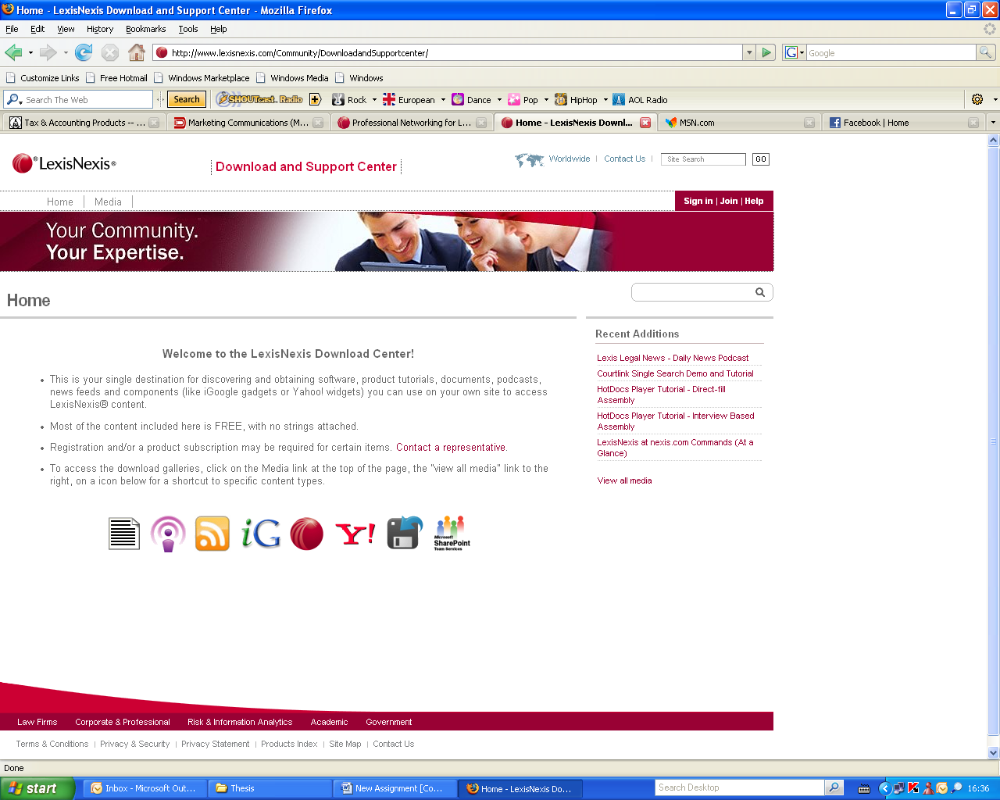 Home - LexisNexis Download and Support Center - Mozilla Firefox
File Edit View History Bookmarks Tools Help
http://www.lexisnexis.com/Community/DownloadandSupportcenter/
G Google
Customize Links Free Hotmail Windows Marketplace Windows Media Windows
Search The Web Search SHOUTcast Radio Rock European Dance Pop HipHop AOL Radio
Tax & Accounting Products -- ... Marketing Communications (M... Professional Networking for L... Home - LexisNexis Downl... MSN.com Facebook | Home
LexisNexis® Download and Support Center Worldwide | Contact Us | Site Search GO
Home | Media | Sign in | Join | Help
Your Community.
Your Expertise.
Home
Welcome to the LexisNexis Download Center!
• This is your single destination for discovering and obtaining software, product tutorials, documents, podcasts,
news feeds and components (like iGoogle gadgets or Yahoo! widgets) you can use on your own site to access
LexisNexis® content.
• Most of the content included here is FREE, with no strings attached.
• Registration and/or a product subscription may be required for certain items. Contact a representative.
• To access the download galleries, click on the Media link at the top of the page, the "view all media" link to the
right, on a icon below for a shortcut to specific content types.
iG Y! Microsoft
SharePoint
Team Services
Recent Additions
Lexis Legal News - Daily News Podcast
Courtlink Single Search Demo and Tutorial
HotDocs Player Tutorial - Direct-fill
Assembly
HotDocs Player Tutorial - Interview Based
Assembly
LexisNexis at nexis.com Commands (At a
Glance)
View all media
Law Firms Corporate & Professional Risk & Information Analytics Academic Government
Terms & Conditions | Privacy & Security | Privacy Statement | Products Index | Site Map | Contact Us
Done
start Inbox - Microsoft Out... Thesis New Assignment [Co... Home - LexisNexis Do... Search Desktop 16:36